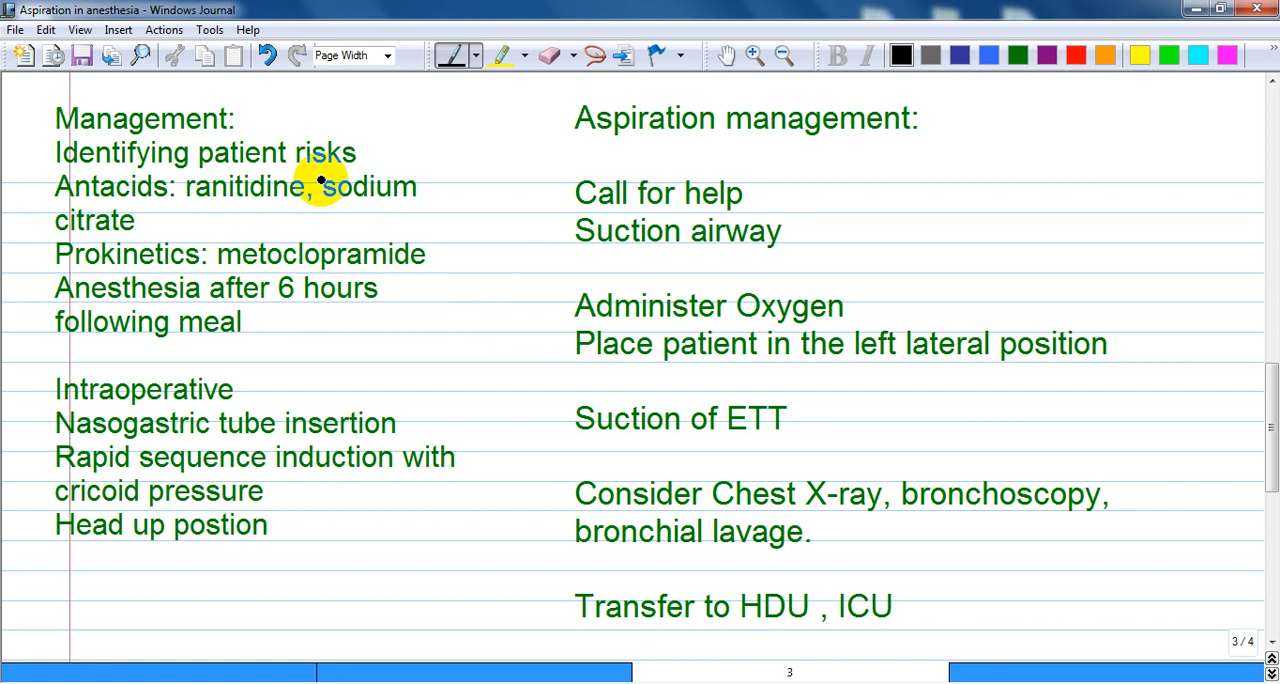 Aspiration in anesthesia - Windows Journal
File Edit View Insert Actions Tools Help
Page Width
B I
Management:
Identifying patient risks
Antacids: ranitidine, sodium
citrate
Prokinetics: metoclopramide
Anesthesia after 6 hours
following meal
Intraoperative
Nasogastric tube insertion
Rapid sequence induction with
cricoid pressure
Head up postion
Aspiration management:
Call for help
Suction airway
Administer Oxygen
Place patient in the left lateral position
Suction of ETT
Consider Chest X-ray, bronchoscopy,
bronchial lavage.
Transfer to HDU , ICU
3 / 4
3